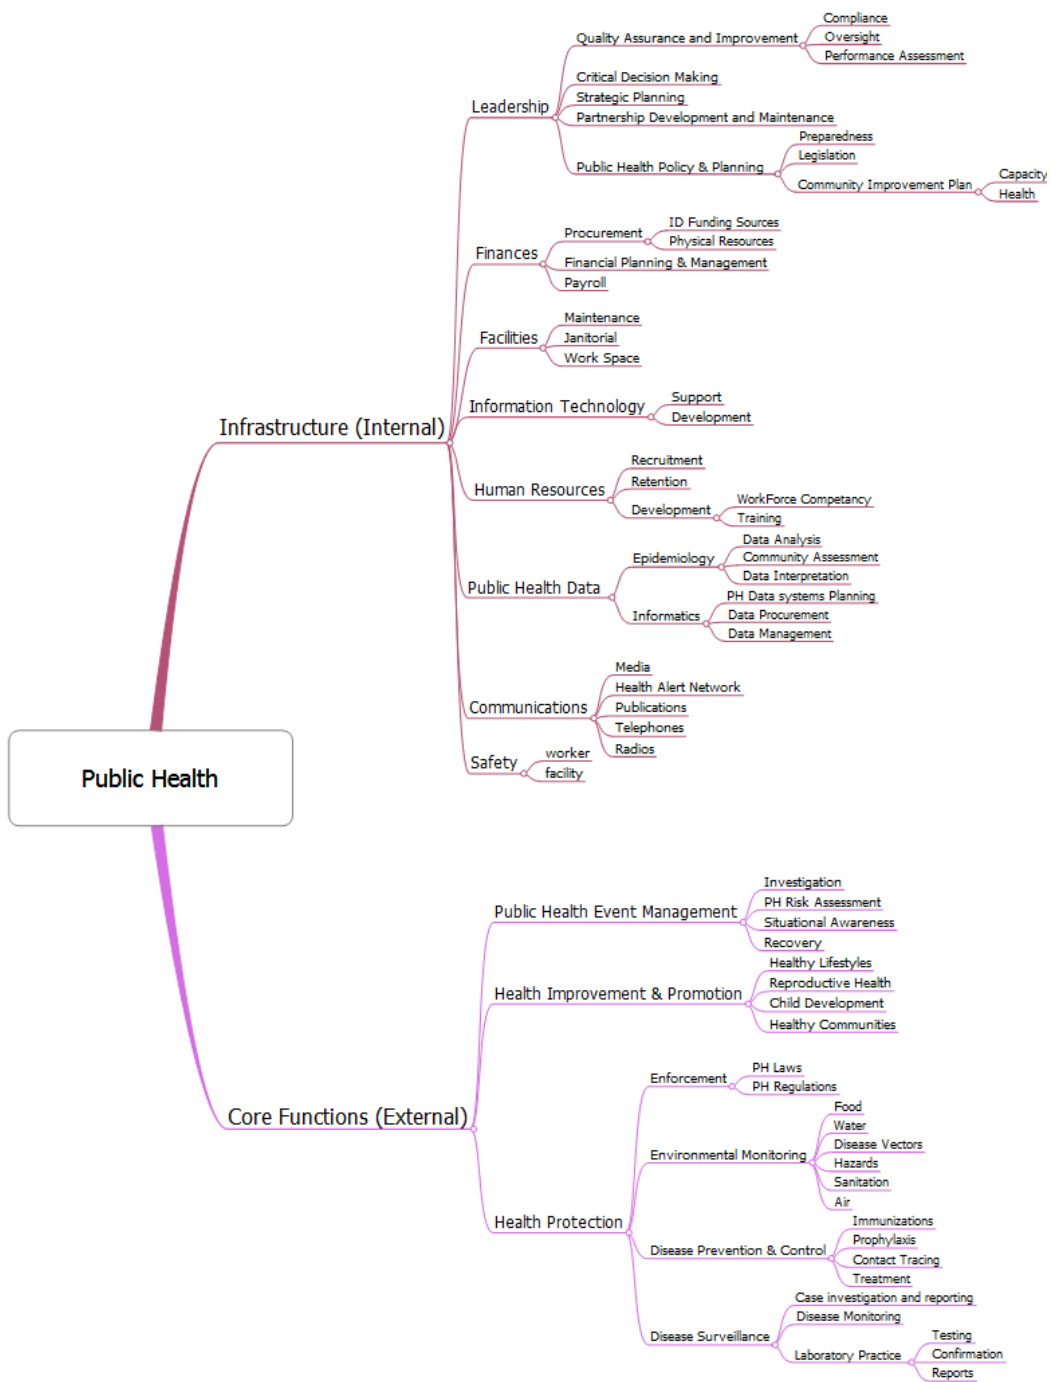 Public Health
Infrastructure (Internal)
Leadership
Quality Assurance and Improvement
Compliance
Oversight
Performance Assessment
Critical Decision Making
Strategic Planning
Partnership Development and Maintenance
Public Health Policy & Planning
Preparedness
Legislation
Community Improvement Plan
Capacity
Health
Finances
Procurement
ID Funding Sources
Physical Resources
Financial Planning & Management
Payroll
Facilities
Maintenance
Janitorial
Work Space
Information Technology
Support
Development
Human Resources
Recruitment
Retention
Development
WorkForce Competancy
Training
Public Health Data
Epidemiology
Data Analysis
Community Assessment
Data Interpretation
Informatics
PH Data systems Planning
Data Procurement
Data Management
Communications
Media
Health Alert Network
Publications
Telephones
Radios
Safety
worker
facility
Core Functions (External)
Public Health Event Management
Investigation
PH Risk Assessment
Situational Awareness
Recovery
Health Improvement & Promotion
Healthy Lifestyles
Reproductive Health
Child Development
Healthy Communities
Health Protection
Enforcement
PH Laws
PH Regulations
Environmental Monitoring
Food
Water
Disease Vectors
Hazards
Sanitation
Air
Disease Prevention & Control
Immunizations
Prophylaxis
Contact Tracing
Treatment
Disease Surveillance
Case investigation and reporting
Disease Monitoring
Laboratory Practice
Testing
Confirmation
Reports